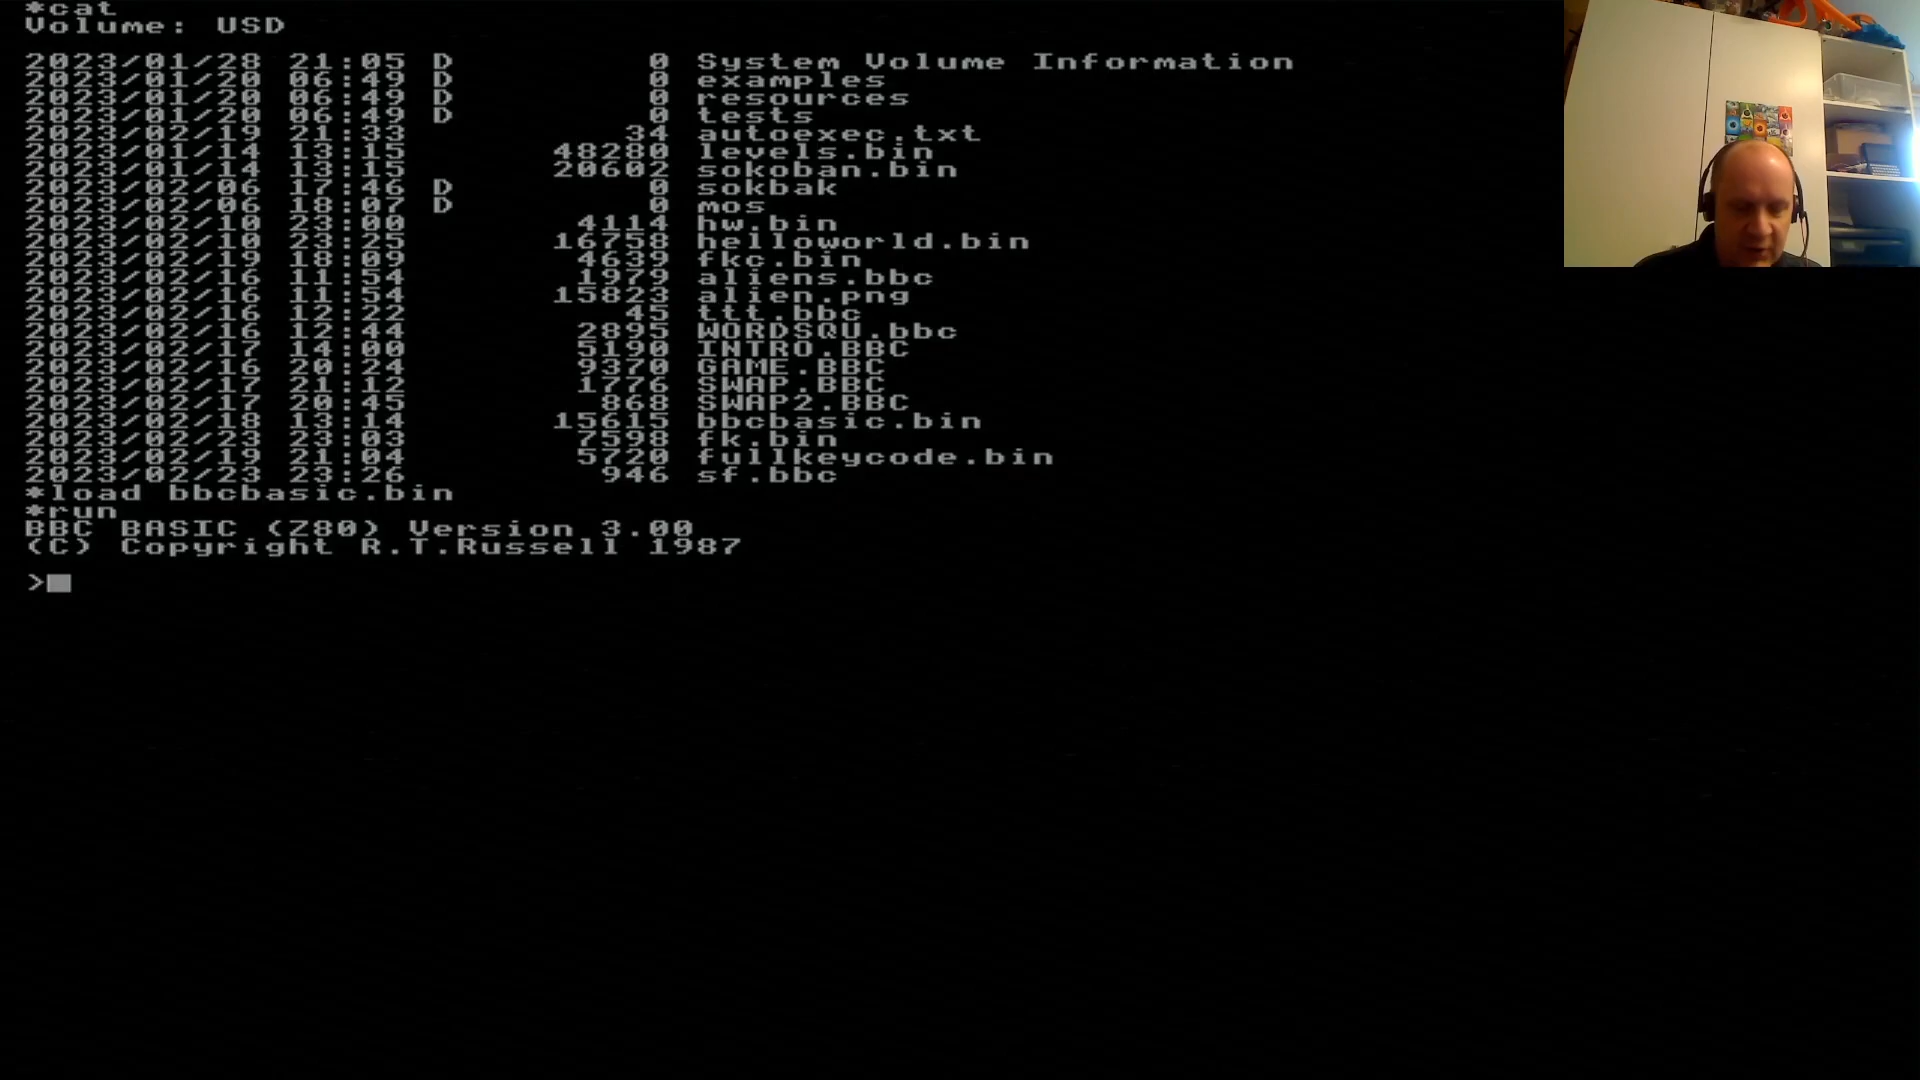 *cat
Volume: USD
2023/01/28 21:05 D 0 System Volume Information
2023/01/20 06:49 D 0 examples
2023/01/20 06:49 D 0 resources
2023/01/20 06:49 D 0 tests
2023/02/19 21:33 34 autoexec.txt
2023/01/14 13:15 48280 levels.bin
2023/01/14 13:15 20602 sokoban.bin
2023/02/06 17:46 D 0 sokbak
2023/02/06 18:07 D 0 mos
2023/02/10 23:00 4114 hw.bin
2023/02/10 23:25 16758 helloworld.bin
2023/02/19 18:09 4639 fkc.bin
2023/02/16 11:54 1979 aliens.bbc
2023/02/16 11:54 15823 alien.png
2023/02/16 12:22 45 ttt.bbc
2023/02/16 12:44 2895 WORDSQU.bbc
2023/02/17 14:00 5190 INTRO.BBC
2023/02/16 20:24 9370 GAME.BBC
2023/02/17 21:12 1776 SWAP.BBC
2023/02/17 20:45 868 SWAP2.BBC
2023/02/18 13:14 15615 bbcbasic.bin
2023/02/23 23:03 7598 fk.bin
2023/02/19 21:04 5720 fullkeycode.bin
2023/02/23 23:26 946 sf.bbc
*load bbcbasic.bin
*run
BBC BASIC (Z80) Version 3.00
(C) Copyright R.T.Russell 1987
>